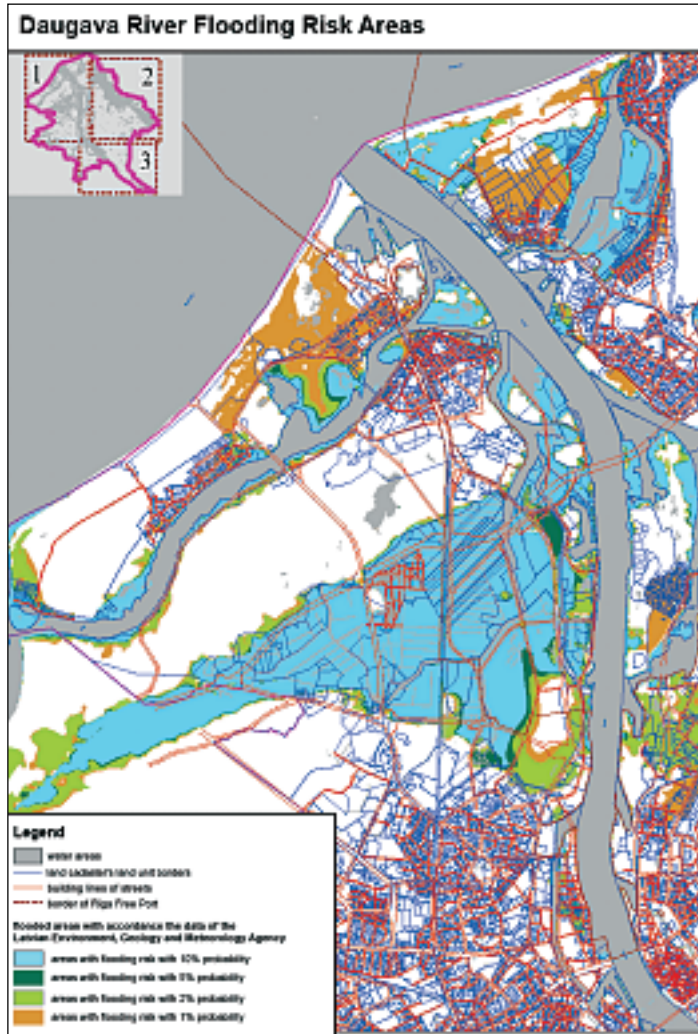 Daugava River Flooding Risk Areas
1
2
3
Legend
water areas
land cadaster's land unit borders
building lines of streets
border of Riga Free Port
flooded areas with accordance the data of the
Latvian Environment, Geology and Meteorology Agency
areas with flooding risk with 10% probability
areas with flooding risk with 5% probability
areas with flooding risk with 2% probability
areas with flooding risk with 1% probability